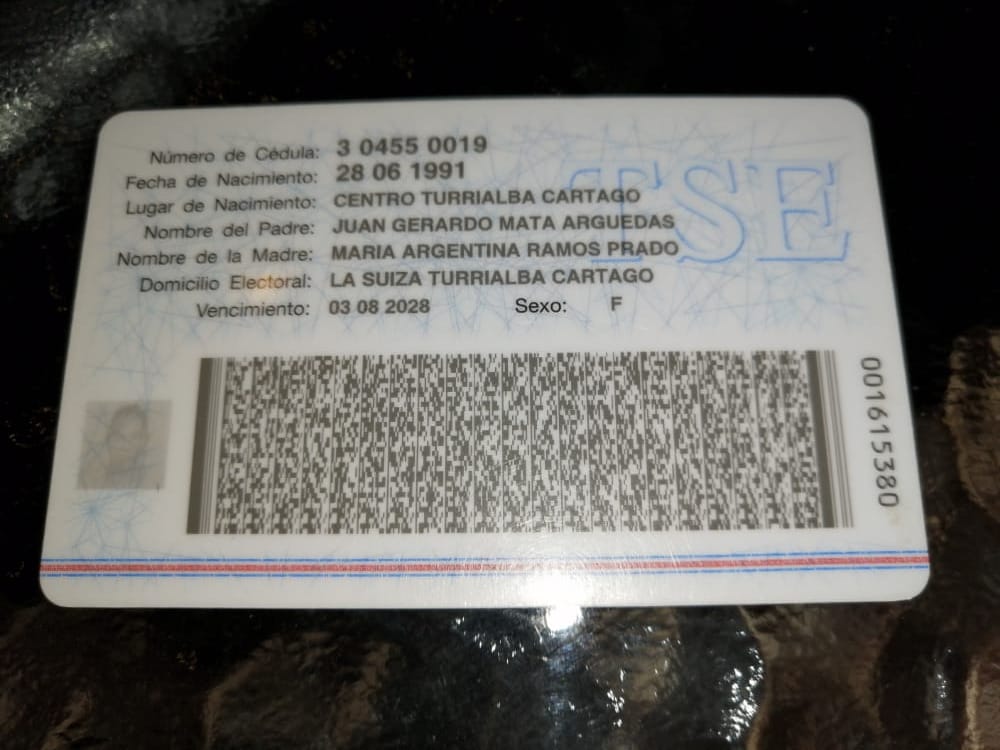 Número de Cédula: 3 0455 0019
Fecha de Nacimiento: 28 06 1991
Lugar de Nacimiento: CENTRO TURRIALBA CARTAGO
Nombre del Padre: JUAN GERARDO MATA ARGUEDAS
Nombre de la Madre: MARIA ARGENTINA RAMOS PRADO
Domicilio Electoral: LA SUIZA TURRIALBA CARTAGO
Vencimiento: 03 08 2028 Sexo: F
TSE
001615380